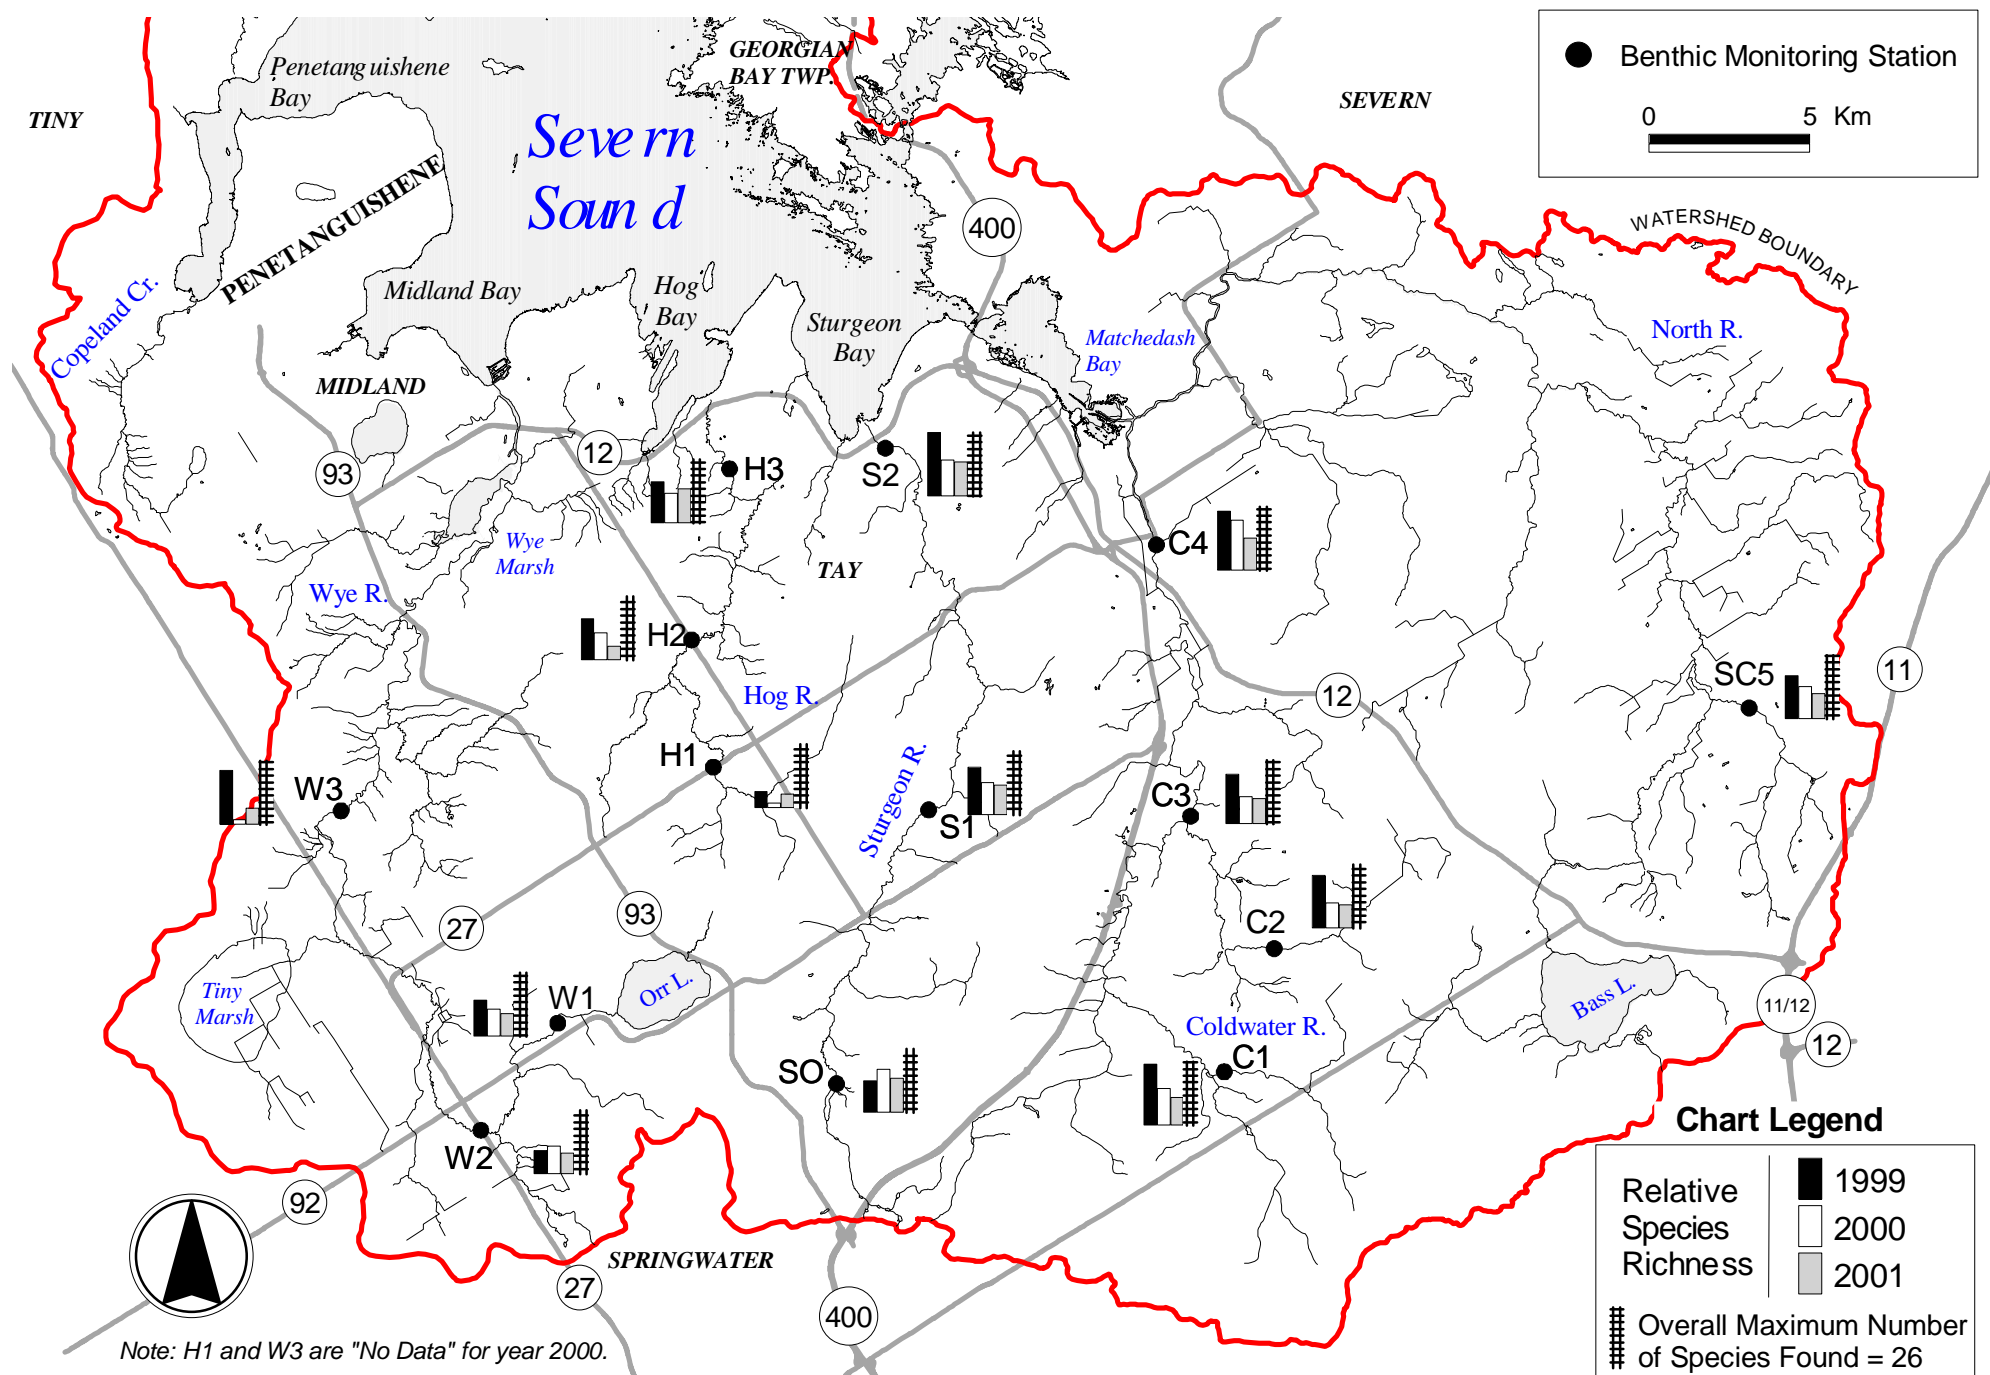 Benthic Monitoring Station
0 5 Km
TINY
Penetanguishene
Bay
GEORGIAN
BAY TWP.
SEVERN
Severn
Sound
PENETANGUISHENE
WATERSHED BOUNDARY
400
Copeland Cr.
Midland Bay
Hog
Bay
Sturgeon
Bay
Matchedash
Bay
North R.
MIDLAND
12
93
H3
S2
C4
Wye
Marsh
TAY
Wye R.
H2
Hog R.
12
SC5
11
H1
W3
Sturgeon R.
S1
C3
27
93
C2
Tiny
Marsh
W1
Orr L.
Bass L.
11/12
Coldwater R.
C1
12
SO
W2
92
SPRINGWATER
27
400
Note: H1 and W3 are "No Data" for year 2000.
Chart Legend
Relative
Species
Richness
1999
2000
2001
Overall Maximum Number
of Species Found = 26